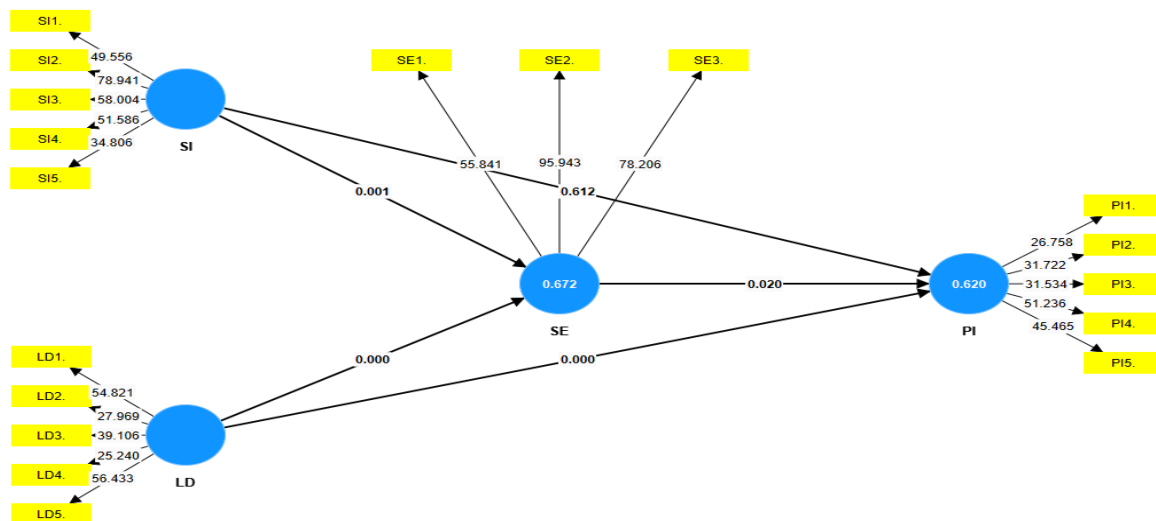 SI1.
SI2.
SI3.
SI4.
SI5.
49.556
78.941
58.004
51.586
34.806
SI
SE1.
SE2.
SE3.
55.841
95.943
78.206
0.612
0.001
0.672
SE
0.020
0.000
0.000
LD1.
LD2.
LD3.
LD4.
LD5.
54.821
27.969
39.106
25.240
56.433
LD
0.620
PI
26.758
31.722
31.534
51.236
45.465
PI1.
PI2.
PI3.
PI4.
PI5.